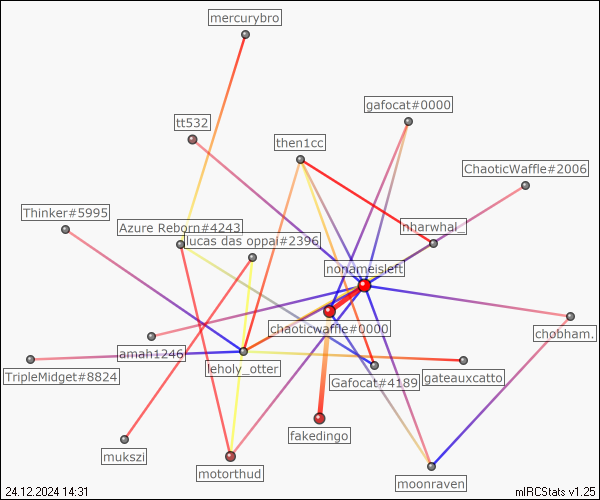 mercurybro
gafocat#0000
tt532
then1cc
ChaoticWaffle#2006
Thinker#5995
Azure Reborn#4243
nharwhal_
lucas das oppai#2396
nonameisleft
chaoticwaffle#0000
chobham.
amah1246
leholy_otter
TripleMidget#8824
Gafocat#4189
gateauxcatto
fakedingo
mukszi
motorthud
moonraven
24.12.2024 14:31
mIRCStats v1.25